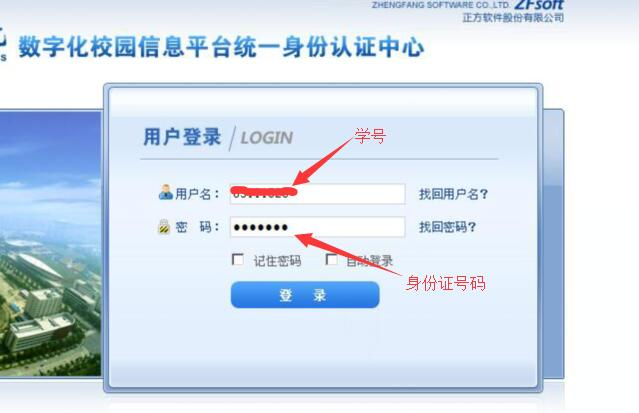 ZHENGFANG SOFTWARE CO.,LTD. ZFsoft
正方软件股份有限公司
数字化校园信息平台统一身份认证中心
用户登录 LOGIN
学号
用户名： 找回用户名?
密 码： 找回密码?
记住密码 自动登录
身份证号码
登 录